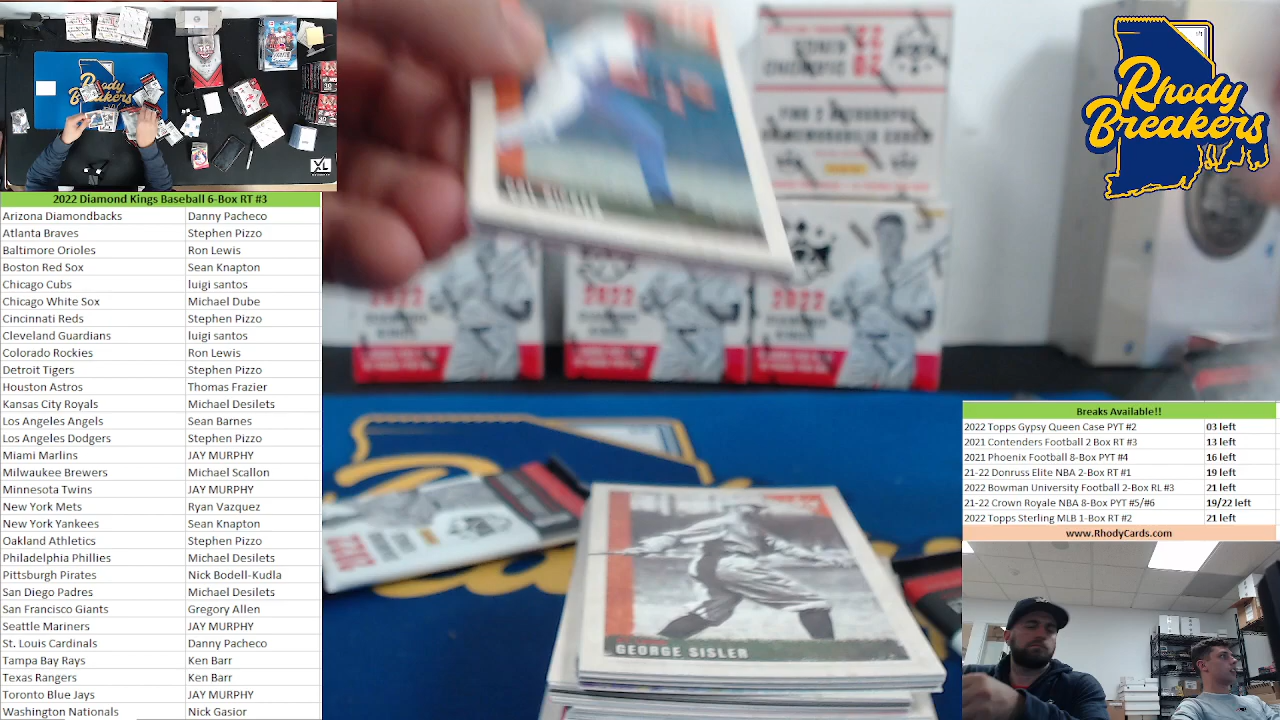 2022 Diamond Kings Baseball 6-Box RT #3
Arizona Diamondbacks Danny Pacheco
Atlanta Braves Stephen Pizzo
Baltimore Orioles Ron Lewis
Boston Red Sox Sean Knapton
Chicago Cubs luigi santos
Chicago White Sox Michael Dube
Cincinnati Reds Stephen Pizzo
Cleveland Guardians luigi santos
Colorado Rockies Ron Lewis
Detroit Tigers Stephen Pizzo
Houston Astros Thomas Frazier
Kansas City Royals Michael Desilets
Los Angeles Angels Sean Barnes
Los Angeles Dodgers Stephen Pizzo
Miami Marlins JAY MURPHY
Milwaukee Brewers Michael Scallon
Minnesota Twins JAY MURPHY
New York Mets Ryan Vazquez
New York Yankees Sean Knapton
Oakland Athletics Stephen Pizzo
Philadelphia Phillies Michael Desilets
Pittsburgh Pirates Nick Bodell-Kudla
San Diego Padres Michael Desilets
San Francisco Giants Gregory Allen
Seattle Mariners JAY MURPHY
St. Louis Cardinals Danny Pacheco
Tampa Bay Rays Ken Barr
Texas Rangers Ken Barr
Toronto Blue Jays JAY MURPHY
Washington Nationals Nick Gasior
Rhody
Breakers
XL
2022
2022
2022
GEORGE SISLER
Rhody
Breakers
Breaks Available!!
2022 Topps Gypsy Queen Case PYT #2 03 left
2021 Contenders Football 2 Box RT #3 13 left
2021 Phoenix Football 8-Box PYT #4 16 left
21-22 Donruss Elite NBA 2-Box RT #1 19 left
2022 Bowman University Football 2-Box RL #3 21 left
21-22 Crown Royale NBA 8-Box PYT #5/#6 19/22 left
2022 Topps Sterling MLB 1-Box RT #2 21 left
www.RhodyCards.com